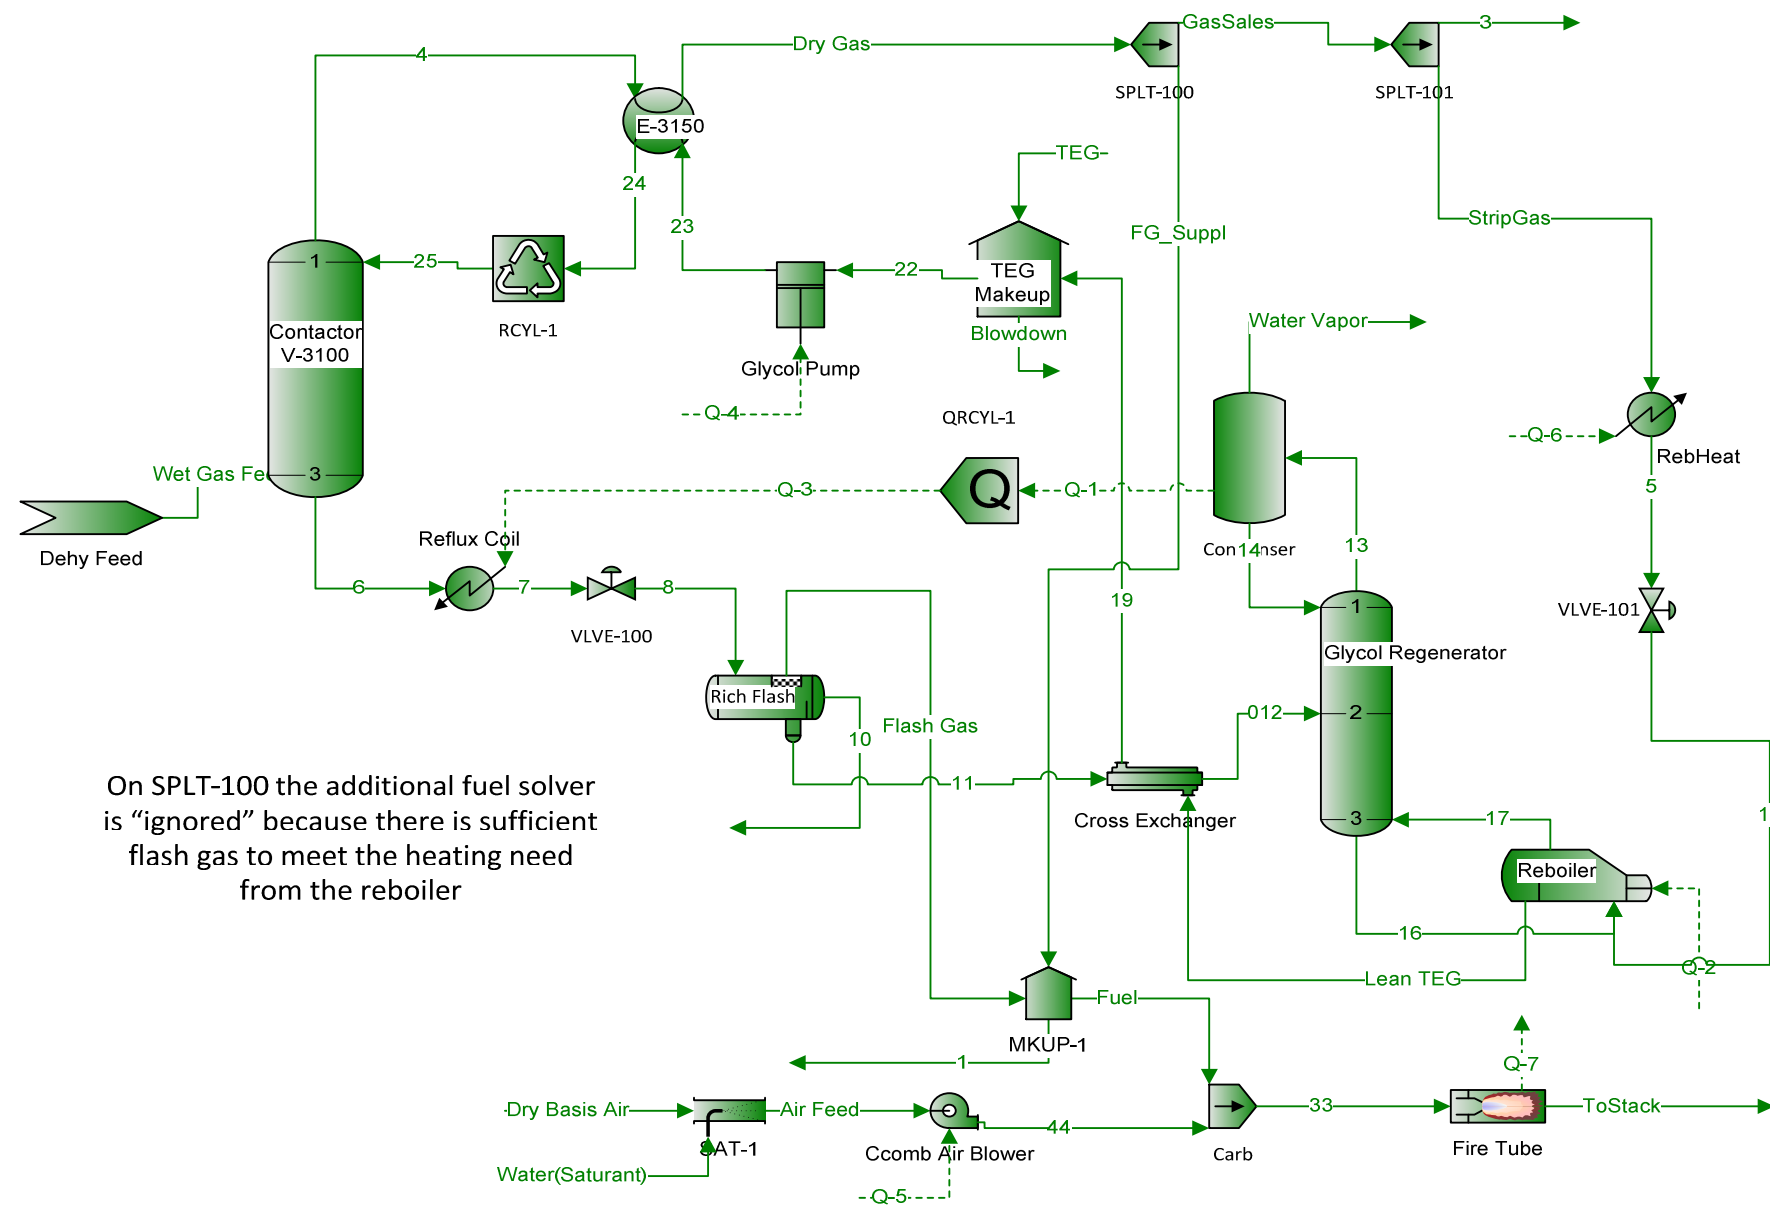 4
Dry Gas
GasSales
3
SPLT-100
SPLT-101
E-3150
TEG
24
23
FG_Suppl
StripGas
1
25
22
TEG
Makeup
Contactor
V-3100
RCYL-1
Blowdown
Water Vapor
Glycol Pump
Q-4
QRCYL-1
Q-6
RebHeat
3
Wet Gas Fee
Q-3
Q
Q-1
5
Dehy Feed
Reflux Coil
14
13
6
7
8
19
1
VLVE-100
VLVE-101
Glycol Regenerator
Rich Flash
012
2
Flash Gas
10
11
On SPLT-100 the additional fuel solver
is “ignored” because there is sufficient
flash gas to meet the heating need
from the reboiler
Cross Exchanger
3
17
1
Reboiler
16
Lean TEG
Q-2
Fuel
MKUP-1
1
Q-7
Dry Basis Air
Air Feed
44
33
ToStack
SAT-1
Ccomb Air Blower
Carb
Fire Tube
Water(Saturant)
Q-5